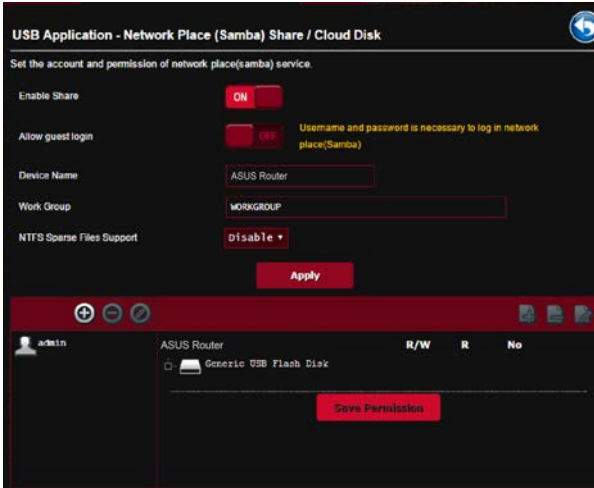 USB Application - Network Place (Samba) Share / Cloud Disk
Set the account and permission of network place(samba) service.
Enable Share
ON
Allow guest login
OFF
Username and password is necessary to log in network
place(Samba)
Device Name
ASUS Router
Work Group
WORKGROUP
NTFS Sparse Files Support
Disable
Apply
admin
ASUS Router R/W R No
Generic USB Flash Disk
Save Permission